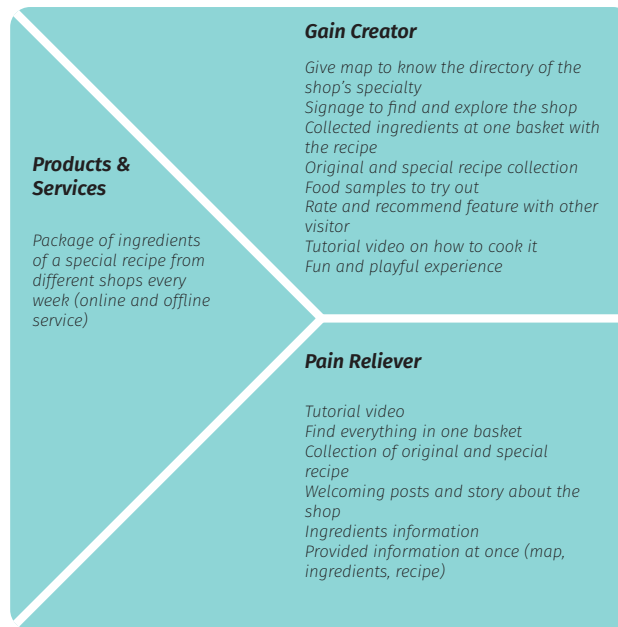 Gain Creator
Give map to know the directory of the
shop's specialty
Signage to find and explore the shop
Collected ingredients at one basket with
the recipe
Original and special recipe collection
Food samples to try out
Rate and recommend feature with other
visitor
Tutorial video on how to cook it
Fun and playful experience
Products &
Services
Package of ingredients
of a special recipe from
different shops every
week (online and offline
service)
Pain Reliever
Tutorial video
Find everything in one basket
Collection of original and special
recipe
Welcoming posts and story about the
shop
Ingredients information
Provided information at once (map,
ingredients, recipe)